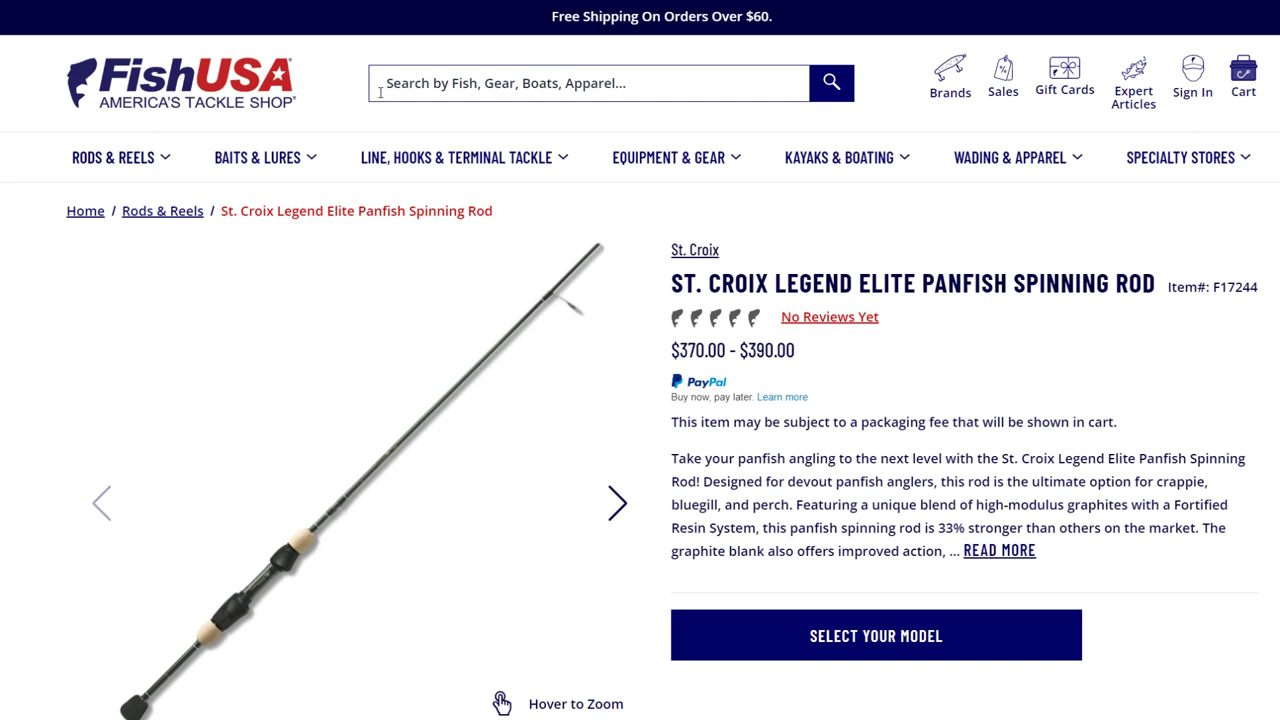 Free Shipping On Orders Over $60.
FishUSA
AMERICA'S TACKLE SHOP®
Search by Fish, Gear, Boats, Apparel...
Brands
Sales
Gift Cards
Expert
Articles
Sign In
Cart
RODS & REELS
BAITS & LURES
LINE, HOOKS & TERMINAL TACKLE
EQUIPMENT & GEAR
KAYAKS & BOATING
WADING & APPAREL
SPECIALTY STORES
Home / Rods & Reels / St. Croix Legend Elite Panfish Spinning Rod
St. Croix
ST. CROIX LEGEND ELITE PANFISH SPINNING ROD Item#: F17244
No Reviews Yet
$370.00 - $390.00
PayPal
Buy now, pay later. Learn more
This item may be subject to a packaging fee that will be shown in cart.
Take your panfish angling to the next level with the St. Croix Legend Elite Panfish Spinning
Rod! Designed for devout panfish anglers, this rod is the ultimate option for crappie,
bluegill, and perch. Featuring a unique blend of high-modulus graphites with a Fortified
Resin System, this panfish spinning rod is 33% stronger than others on the market. The
graphite blank also offers improved action, ... READ MORE
SELECT YOUR MODEL
Hover to Zoom